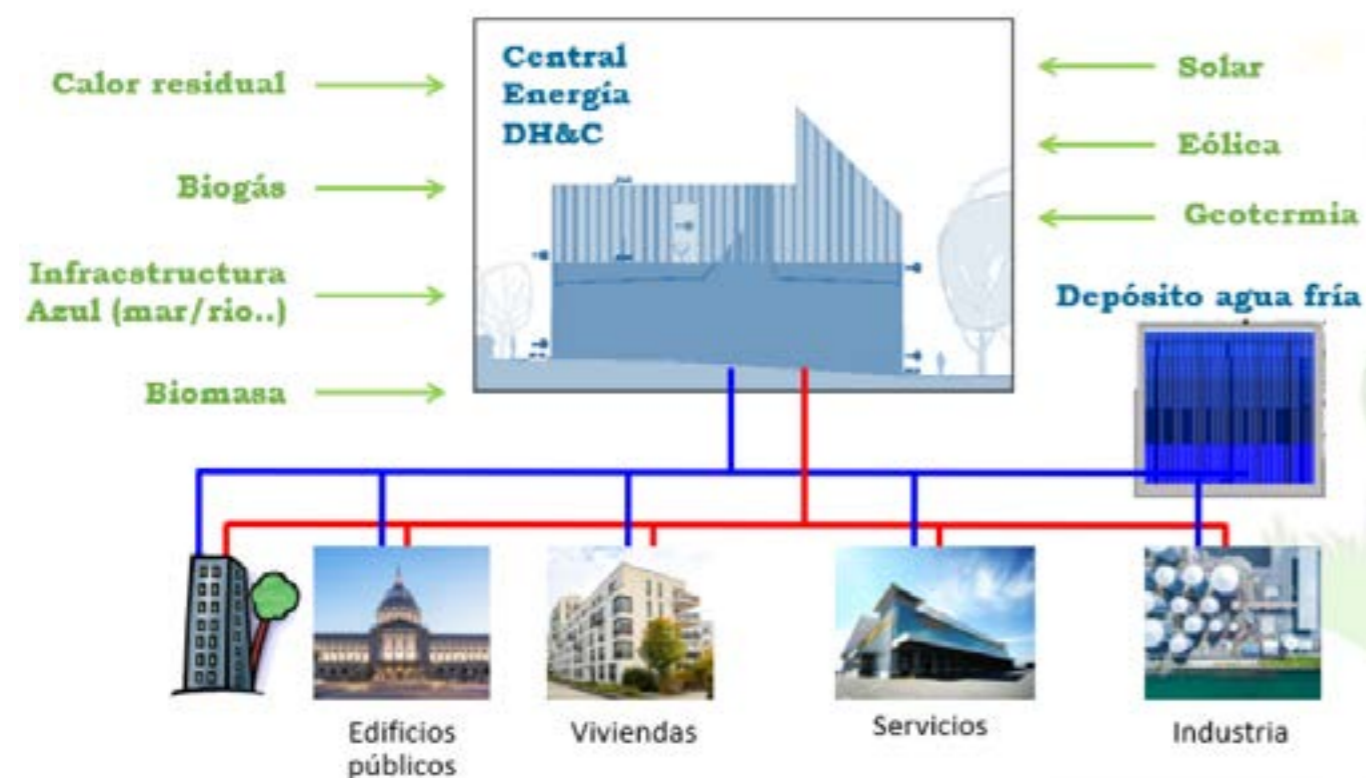 Central
Energía
DH&C
Calor residual
Biogás
Infraestructura
Azul (mar/rio..)
Biomasa
Solar
Eólica
Geotermia
Depósito agua fría
Edificios
públicos
Viviendas
Servicios
Industria